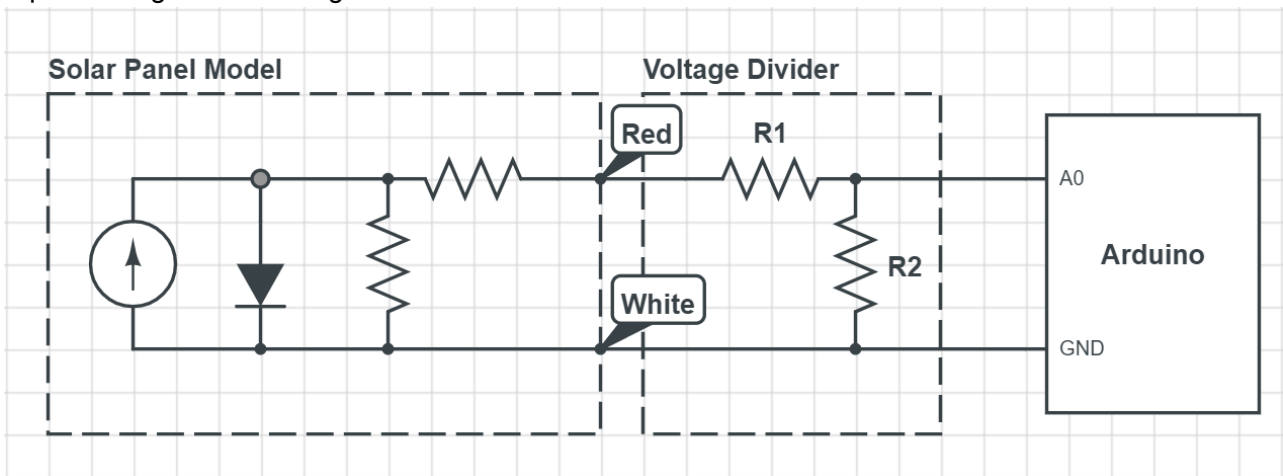 Solar Panel Model
Voltage Divider
Red
R1
A0
Arduino
R2
White
GND